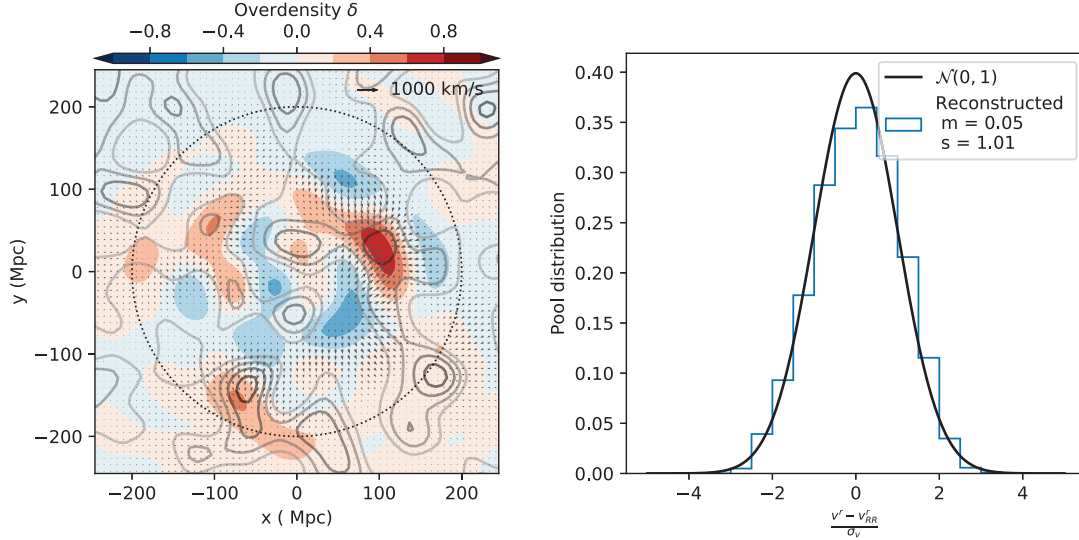 Overdensity δ
−0.8 −0.4 0.0 0.4 0.8
1000 km/s
200
100
0
−100
−200
y (Mpc)
−200 −100 0 100 200
x ( Mpc)
0.40
0.35
0.30
0.25
0.20
0.15
0.10
0.05
0.00
Pool distribution
𝒩(0, 1)
Reconstructed
m = 0.05
s = 1.01
−4 −2 0 2 4
v^r − v^r_{RR}
σ_v